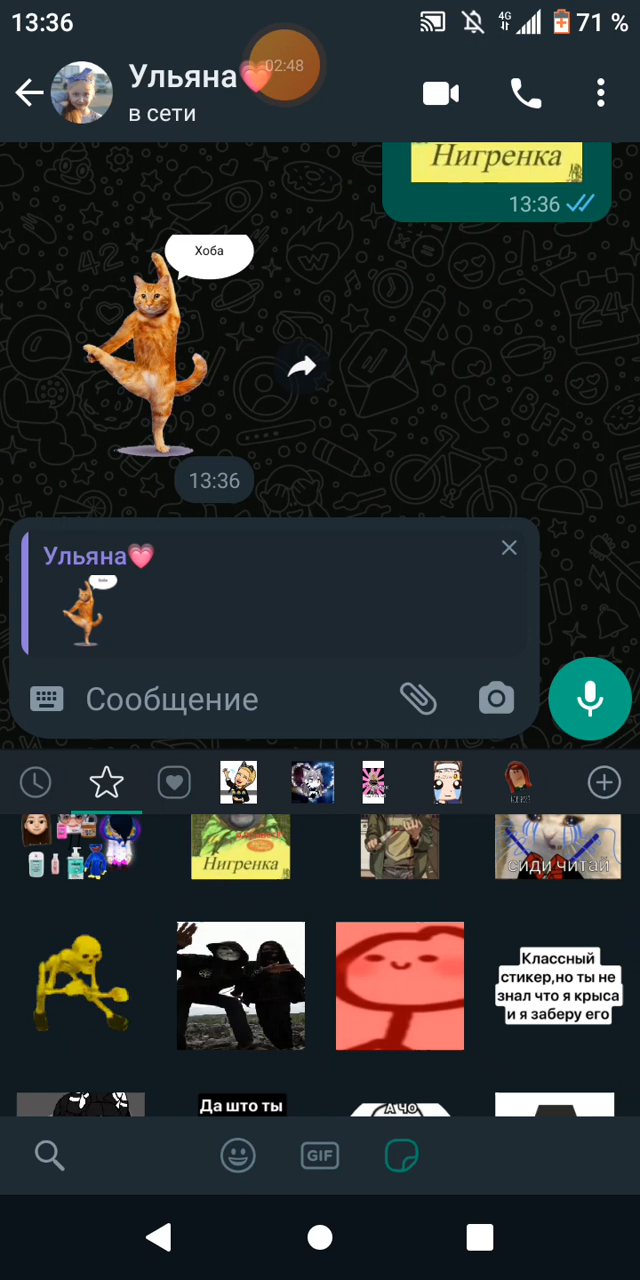 13:36
4G
71 %
02:48
Ульяна
в сети
Нигренка
13:36
Хоба
13:36
Ульяна
Сообщение
Нигренка
сиди читай
Классный
стикер,но ты не
знал что я крыса
и я заберу его
Да што ты
А ЧО
GIF